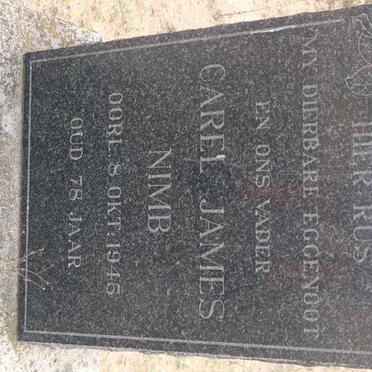 HIER RUS
MY DIERBARE EGGENOOT
EN ONS VADER
CAREL JAMES
NIMB
OORL. 8 OKT. 1945
OUD 78 JAAR